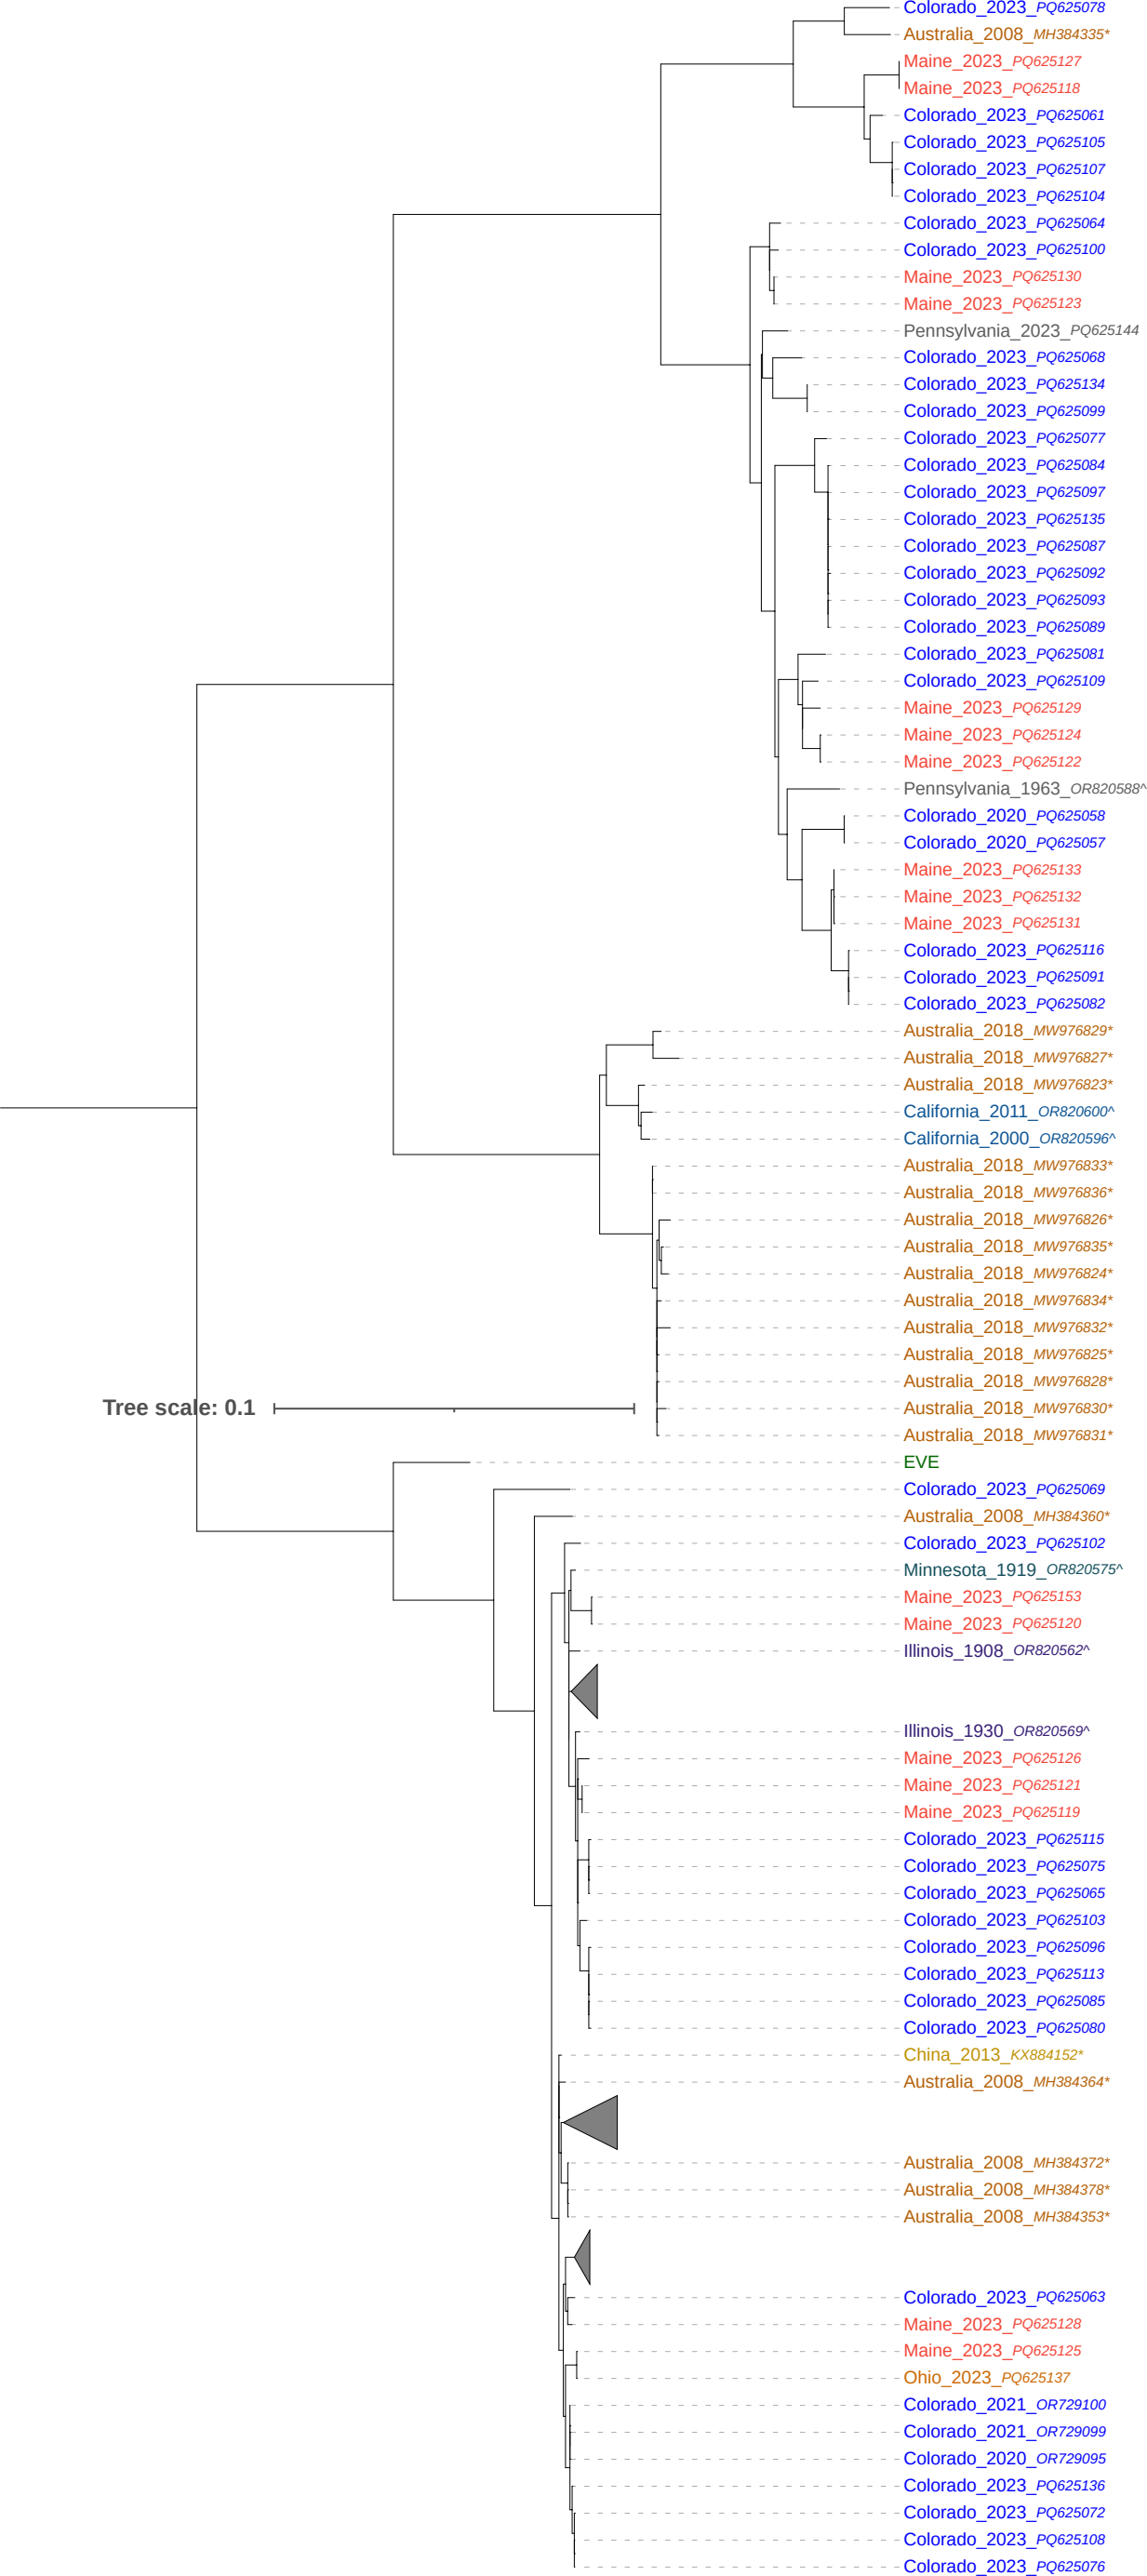 Colorado_2023_PQ625078
Australia_2008_MH384335*
Maine_2023_PQ625127
Maine_2023_PQ625118
Colorado_2023_PQ625061
Colorado_2023_PQ625105
Colorado_2023_PQ625107
Colorado_2023_PQ625104
Colorado_2023_PQ625064
Colorado_2023_PQ625100
Maine_2023_PQ625130
Maine_2023_PQ625123
Pennsylvania_2023_PQ625144
Colorado_2023_PQ625068
Colorado_2023_PQ625134
Colorado_2023_PQ625099
Colorado_2023_PQ625077
Colorado_2023_PQ625084
Colorado_2023_PQ625097
Colorado_2023_PQ625135
Colorado_2023_PQ625087
Colorado_2023_PQ625092
Colorado_2023_PQ625093
Colorado_2023_PQ625089
Colorado_2023_PQ625081
Colorado_2023_PQ625109
Maine_2023_PQ625129
Maine_2023_PQ625124
Maine_2023_PQ625122
Pennsylvania_1963_OR820588^
Colorado_2020_PQ625058
Colorado_2020_PQ625057
Maine_2023_PQ625133
Maine_2023_PQ625132
Maine_2023_PQ625131
Colorado_2023_PQ625116
Colorado_2023_PQ625091
Colorado_2023_PQ625082
Australia_2018_MW976829*
Australia_2018_MW976827*
Australia_2018_MW976823*
California_2011_OR820600^
California_2000_OR820596^
Australia_2018_MW976833*
Australia_2018_MW976836*
Australia_2018_MW976826*
Australia_2018_MW976835*
Australia_2018_MW976824*
Australia_2018_MW976834*
Australia_2018_MW976832*
Australia_2018_MW976825*
Australia_2018_MW976828*
Tree scale: 0.1
Australia_2018_MW976830*
Australia_2018_MW976831*
EVE
Colorado_2023_PQ625069
Australia_2008_MH384360*
Colorado_2023_PQ625102
Minnesota_1919_OR820575^
Maine_2023_PQ625153
Maine_2023_PQ625120
Illinois_1908_OR820562^
Illinois_1930_OR820569^
Maine_2023_PQ625126
Maine_2023_PQ625121
Maine_2023_PQ625119
Colorado_2023_PQ625115
Colorado_2023_PQ625075
Colorado_2023_PQ625065
Colorado_2023_PQ625103
Colorado_2023_PQ625096
Colorado_2023_PQ625113
Colorado_2023_PQ625085
Colorado_2023_PQ625080
China_2013_KX884152*
Australia_2008_MH384364*
Australia_2008_MH384372*
Australia_2008_MH384378*
Australia_2008_MH384353*
Colorado_2023_PQ625063
Maine_2023_PQ625128
Maine_2023_PQ625125
Ohio_2023_PQ625137
Colorado_2021_OR729100
Colorado_2021_OR729099
Colorado_2020_OR729095
Colorado_2023_PQ625136
Colorado_2023_PQ625072
Colorado_2023_PQ625108
Colorado_2023_PQ625076